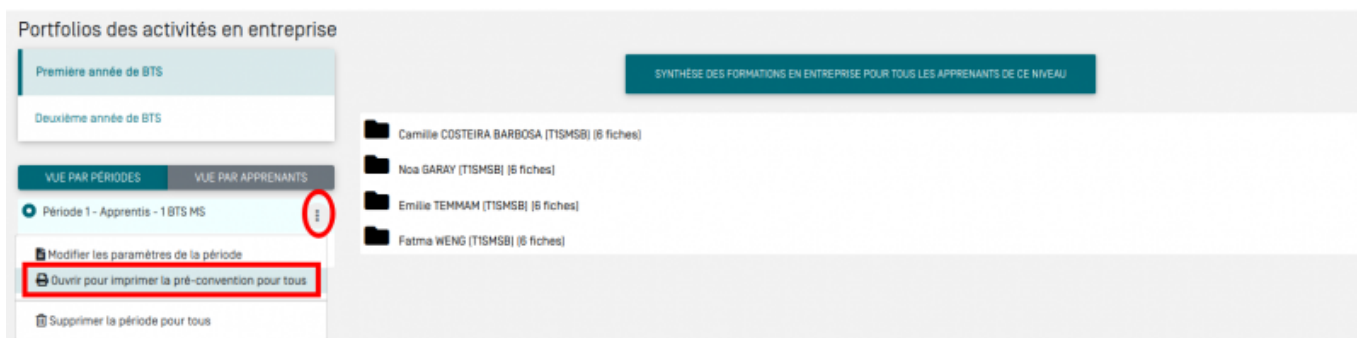 Portfolios des activités en entreprise
Première année de BTS
SYNTHÈSE DES FORMATIONS EN ENTREPRISE POUR TOUS LES APPRENANTS DE CE NIVEAU
Deuxième année de BTS
Camille COSTEIRA BARBOSA (T1SMSB) (6 fiches)
Noa GARAY (T1SMSB) (6 fiches)
VUE PAR PÉRIODES VUE PAR APPRENANTS
Emilie TEMMAM (T1SMSB) (6 fiches)
Période 1 - Apprentis - 1 BTS MS
Fatma WENG (T1SMSB) (6 fiches)
Modifier les paramètres de la période
Ouvrir pour imprimer la pré-convention pour tous
Supprimer la période pour tous